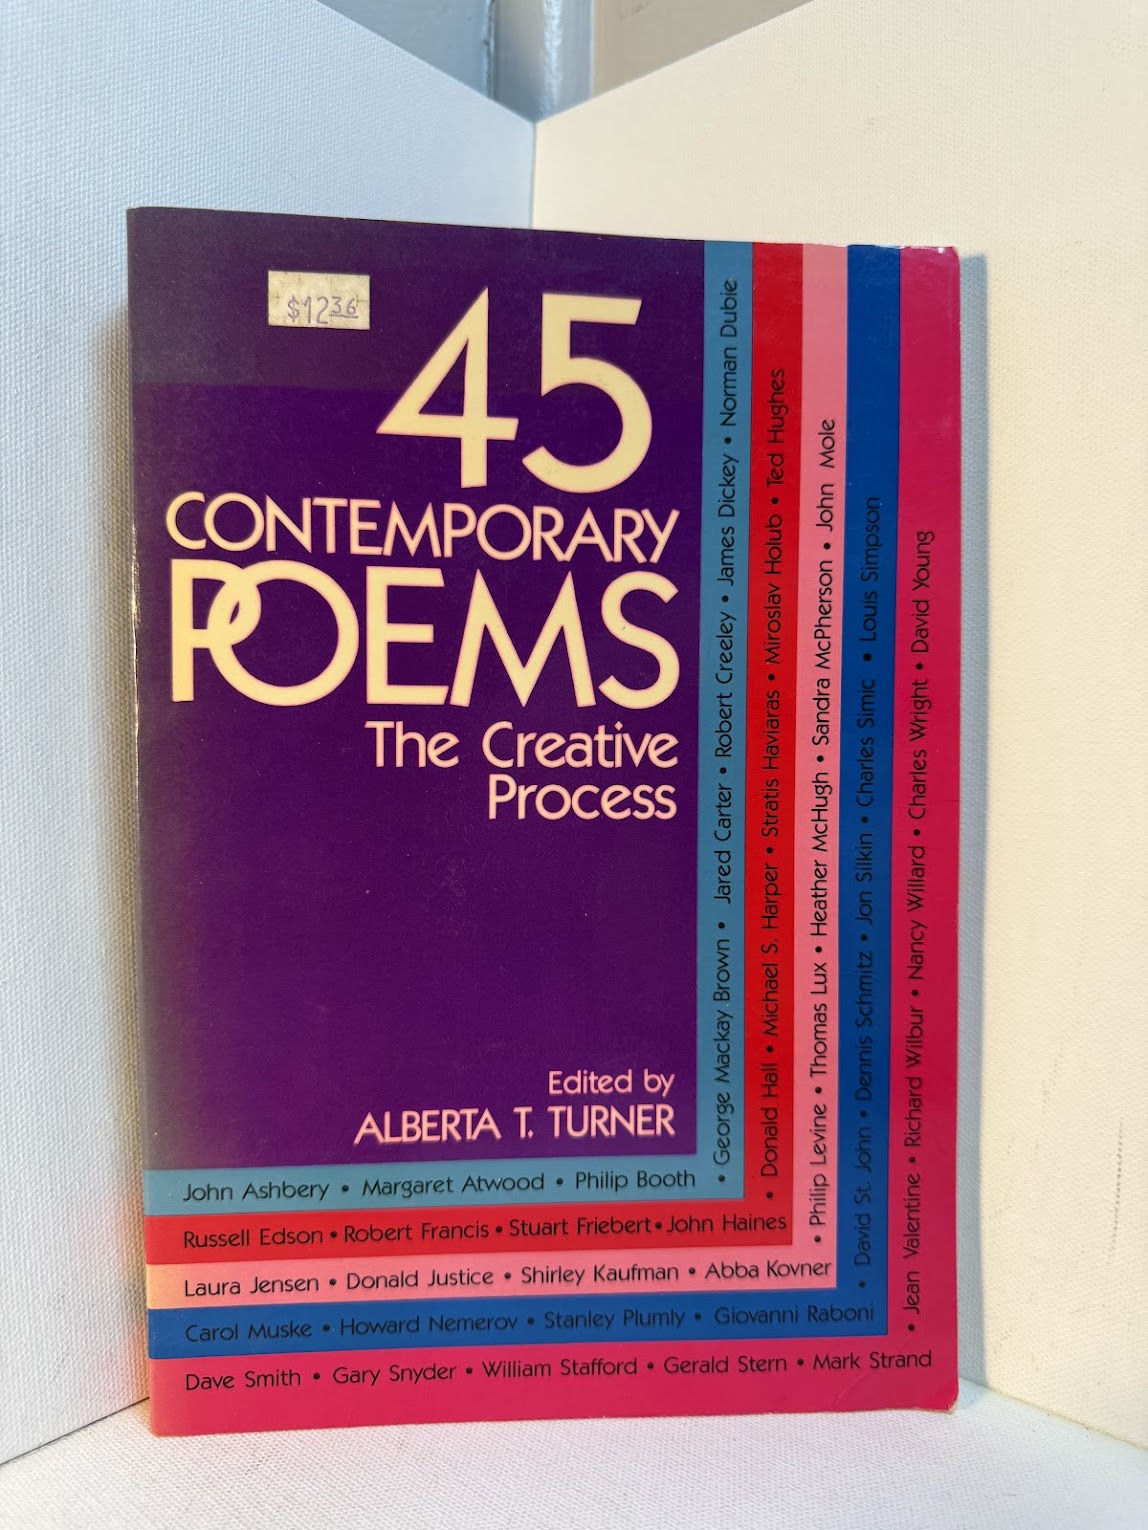 $12 36
45
CONTEMPORARY
POEMS
The Creative
Process
Edited by
ALBERTA T. TURNER
John Ashbery • Margaret Atwood • Philip Booth
• George Mackay Brown • Jared Carter • Robert Creeley • James Dickey • Norman Dubie
Russell Edson • Robert Francis • Stuart Friebert • John Haines
• Donald Hall • Michael S. Harper • Stratis Haviaras • Miroslav Holub • Ted Hughes
Laura Jensen • Donald Justice • Shirley Kaufman • Abba Kovner
• Philip Levine • Thomas Lux • Heather McHugh • Sandra McPherson • John Mole
Carol Muske • Howard Nemerov • Stanley Plumly • Giovanni Raboni
• David St. John • Dennis Schmitz • Jon Silkin • Charles Simic • Louis Simpson
Dave Smith • Gary Snyder • William Stafford • Gerald Stern • Mark Strand
• Jean Valentine • Richard Wilbur • Nancy Willard • Charles Wright • David Young